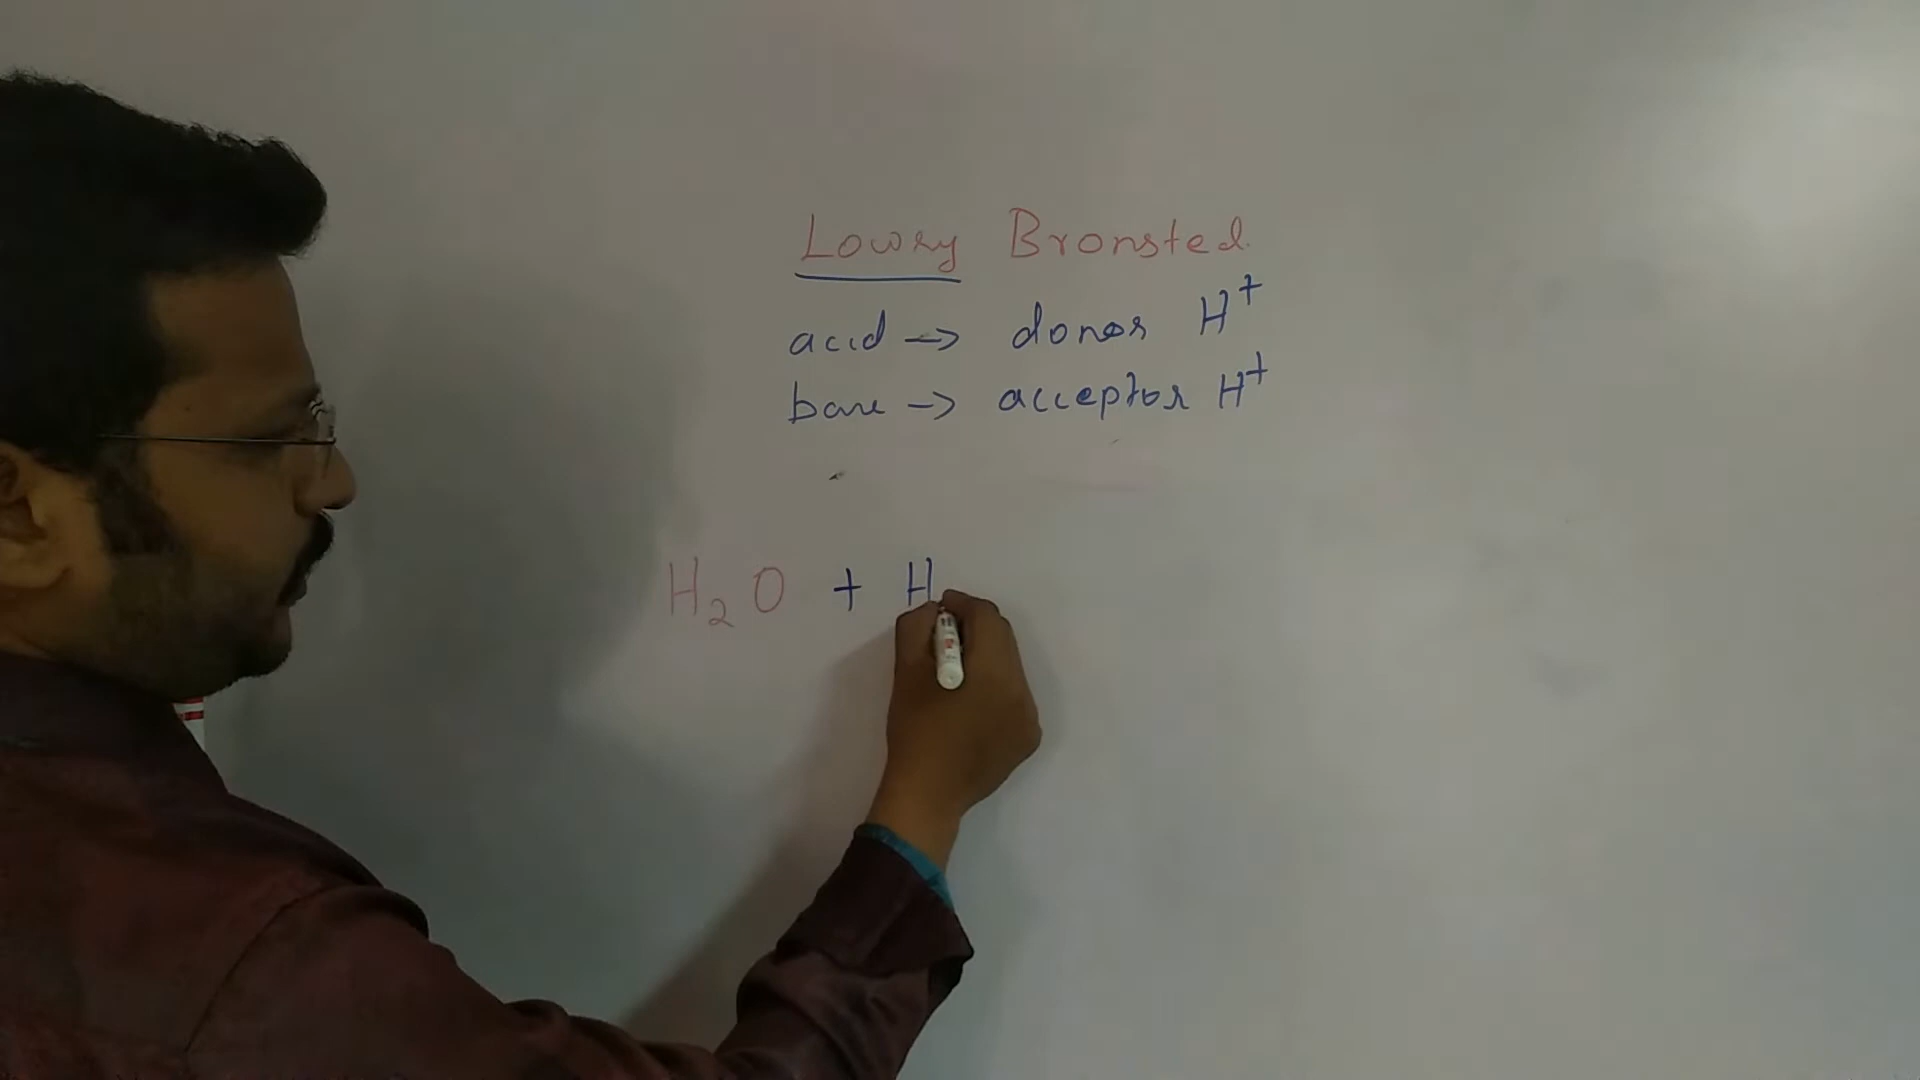 Lowry Bronsted.
acid → donor H⁺
base → acceptor H⁺
H₂O + H